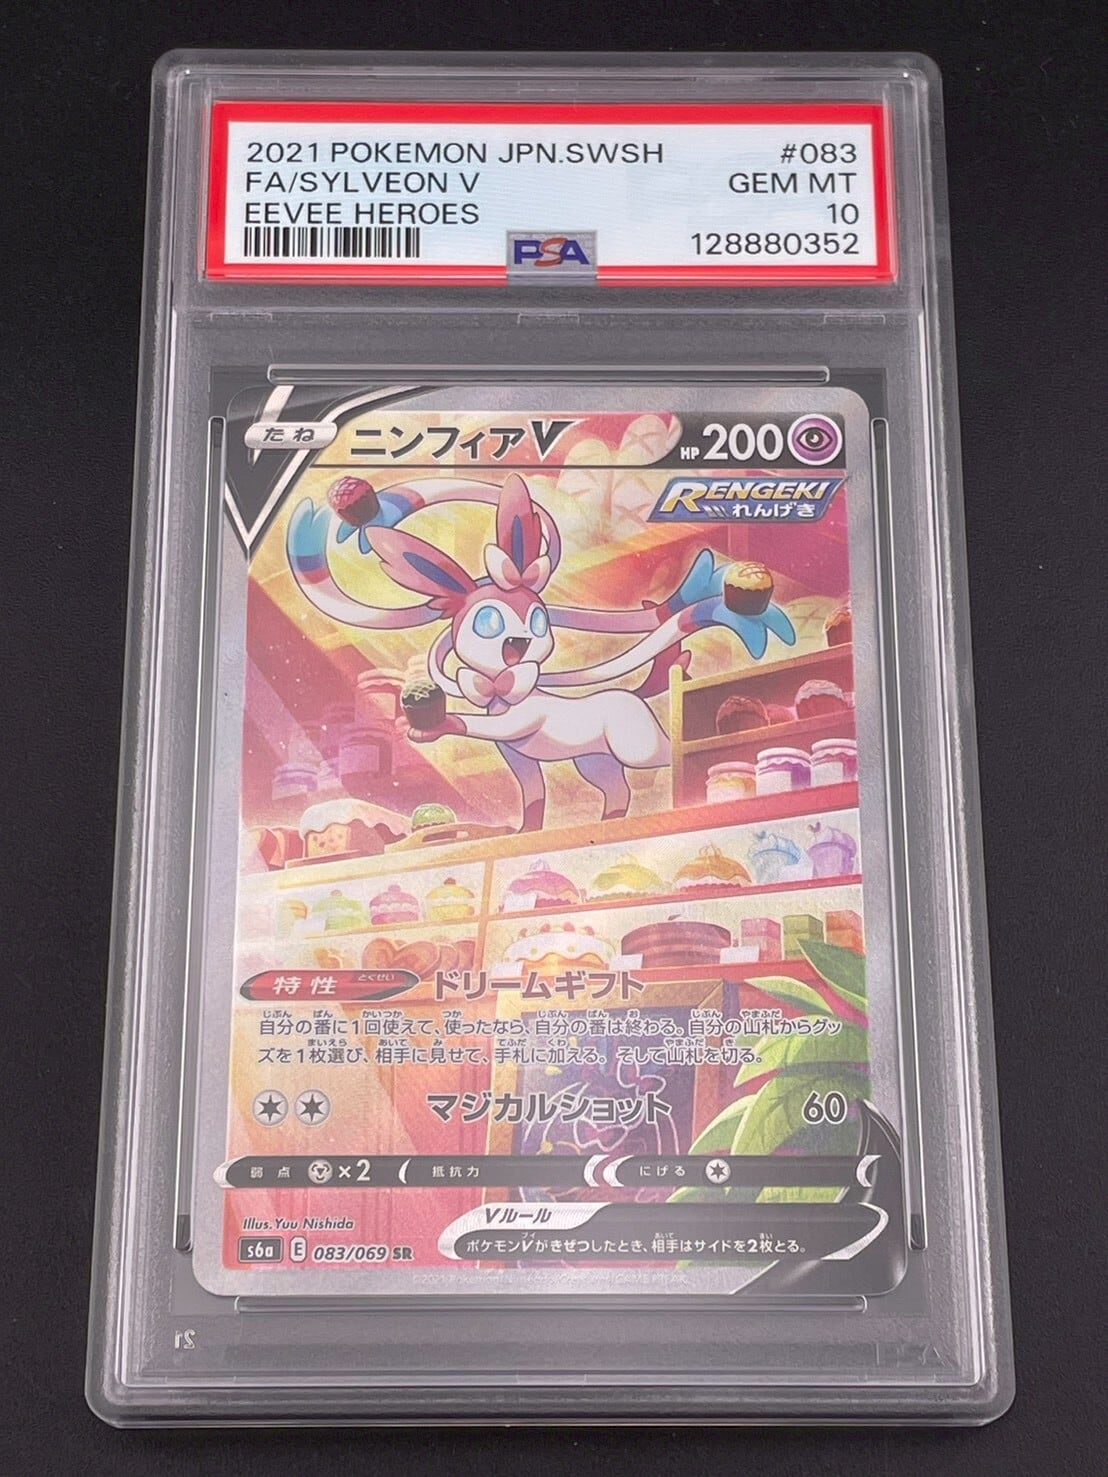 2021 POKEMON JPN.SWSH #083
FA/SYLVEON V GEM MT
EEVEE HEROES 10
PSA 128880352
たね ニンフィアV HP 200
RENGEKI
れんげき
特性 とくせい ドリームギフト
自分の番に1回使えて、使ったなら、自分の番は終わる。自分の山札からグッ
ズを1枚選び、相手に見せて、手札に加える。そして山札を切る。
マジカルショット 60
弱点 ×2 抵抗力 にげる
Illus. Yuu Nishida
Vルール
s6a E 083/069 SR
ポケモンVがきぜつしたとき、相手はサイドを2枚とる。